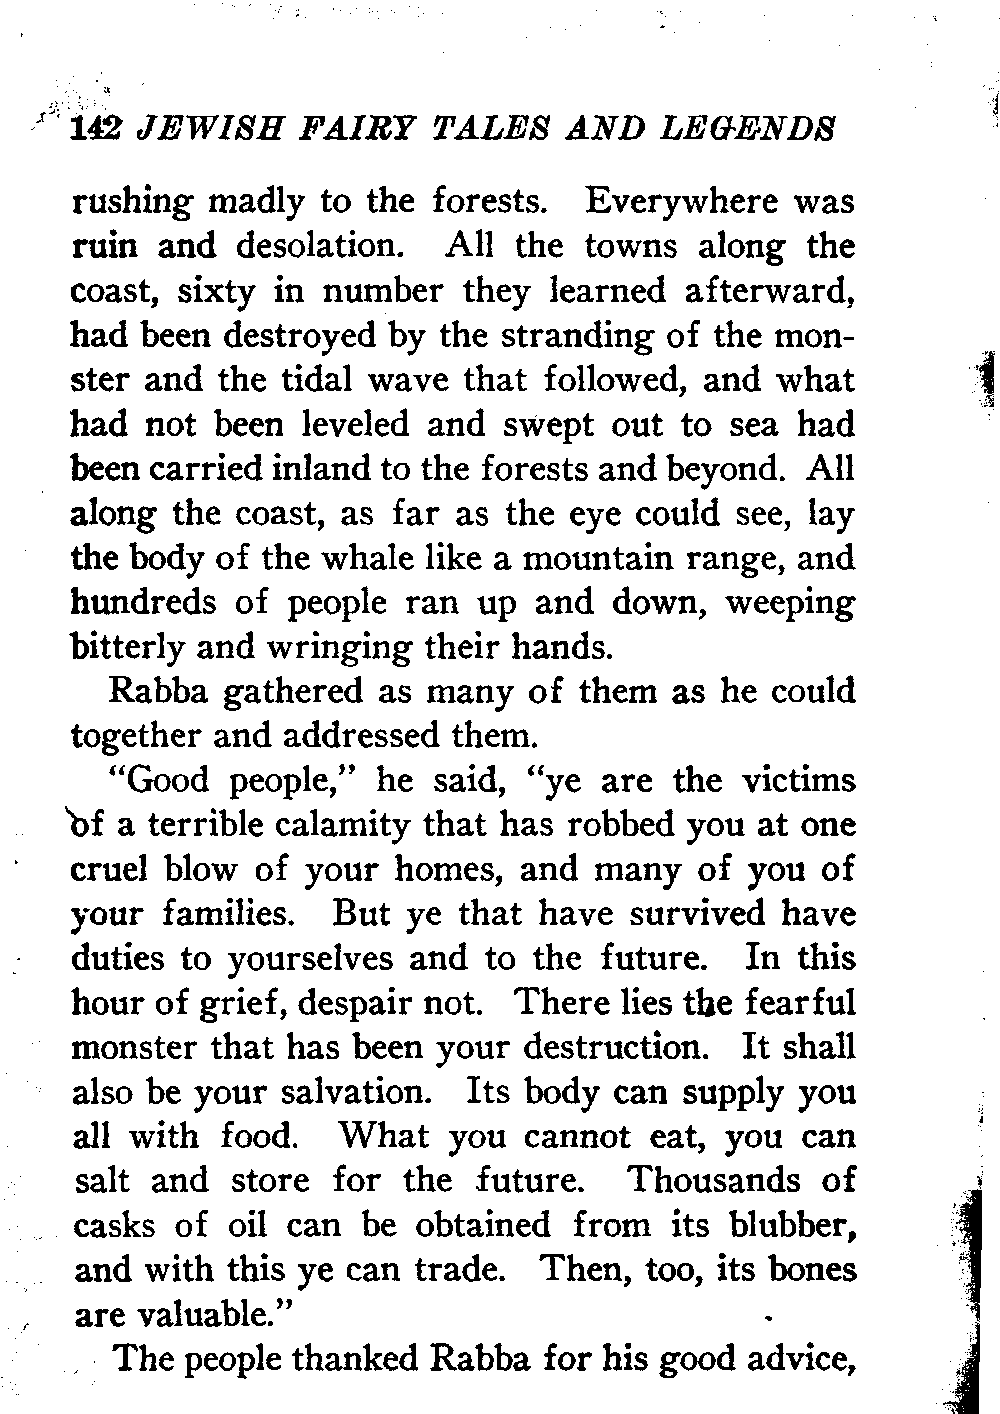 142 JEWISH FAIRY TALES AND LEGENDS
rushing madly to the forests. Everywhere was
ruin and desolation. All the towns along the
coast, sixty in number they learned afterward,
had been destroyed by the stranding of the mon-
ster and the tidal wave that followed, and what
had not been leveled and swept out to sea had
been carried inland to the forests and beyond. All
along the coast, as far as the eye could see, lay
the body of the whale like a mountain range, and
hundreds of people ran up and down, weeping
bitterly and wringing their hands.
Rabba gathered as many of them as he could
together and addressed them.
“Good people,” he said, “ye are the victims
of a terrible calamity that has robbed you at one
cruel blow of your homes, and many of you of
your families. But ye that have survived have
duties to yourselves and to the future. In this
hour of grief, despair not. There lies the fearful
monster that has been your destruction. It shall
also be your salvation. Its body can supply you
all with food. What you cannot eat, you can
salt and store for the future. Thousands of
casks of oil can be obtained from its blubber,
and with this ye can trade. Then, too, its bones
are valuable.”
The people thanked Rabba for his good advice,